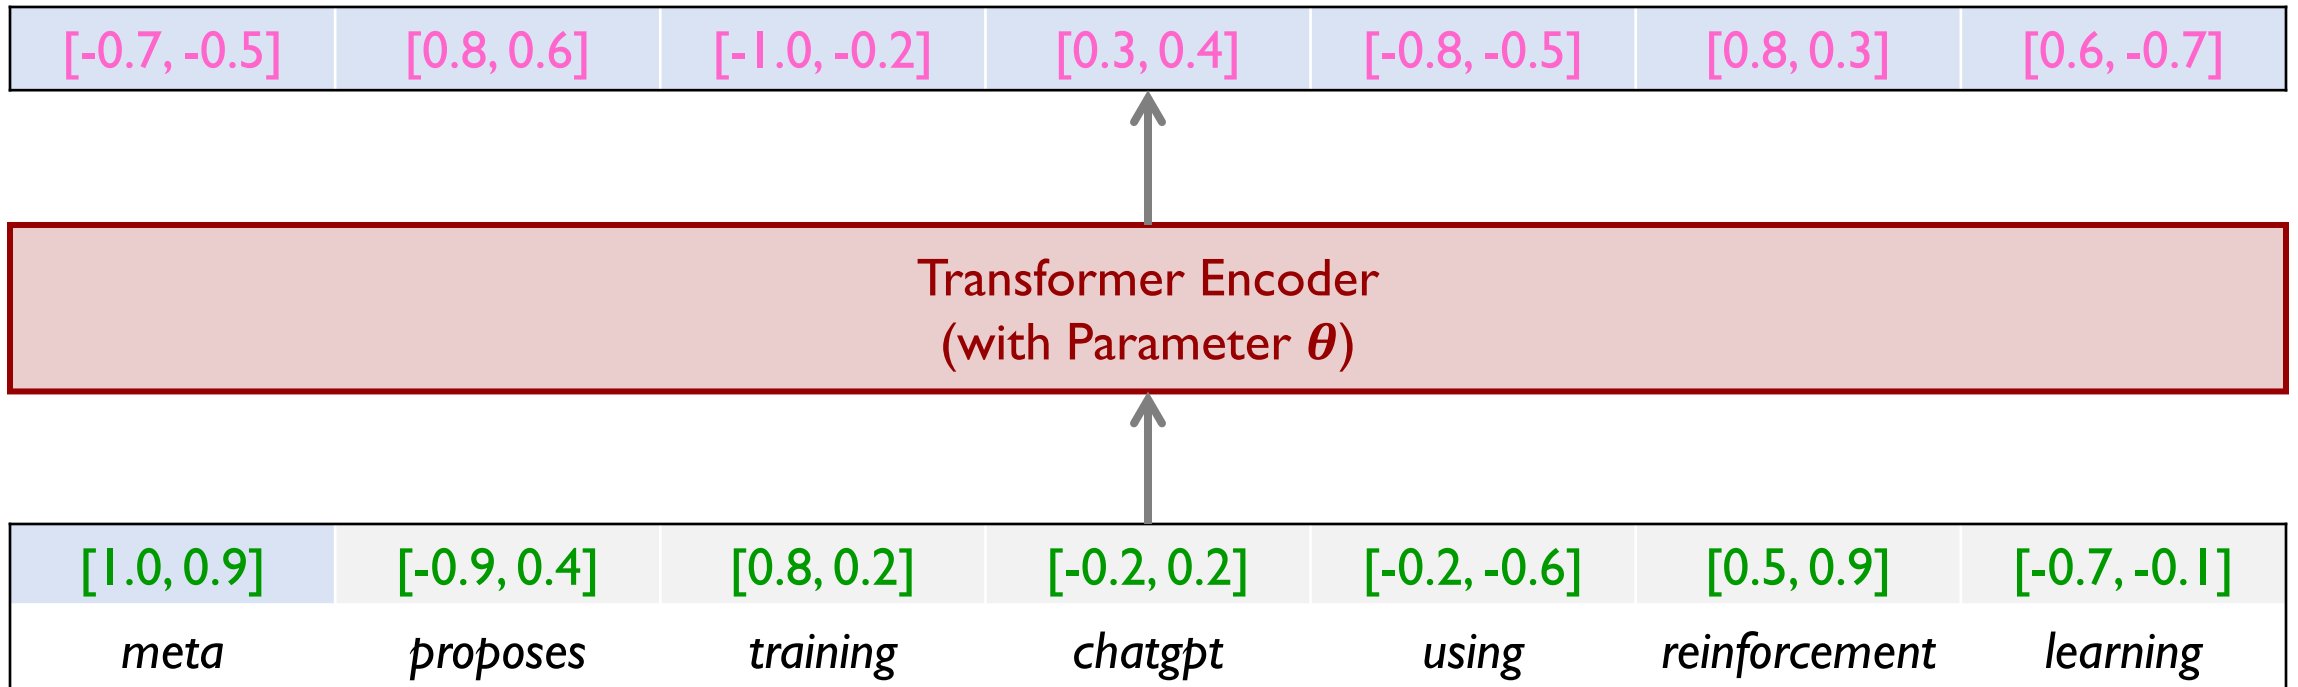 [-0.7, -0.5] [0.8, 0.6] [-1.0, -0.2] [0.3, 0.4] [-0.8, -0.5] [0.8, 0.3] [0.6, -0.7]
Transformer Encoder
(with Parameter θ)
[1.0, 0.9] [-0.9, 0.4] [0.8, 0.2] [-0.2, 0.2] [-0.2, -0.6] [0.5, 0.9] [-0.7, -0.1]
meta proposes training chatgpt using reinforcement learning